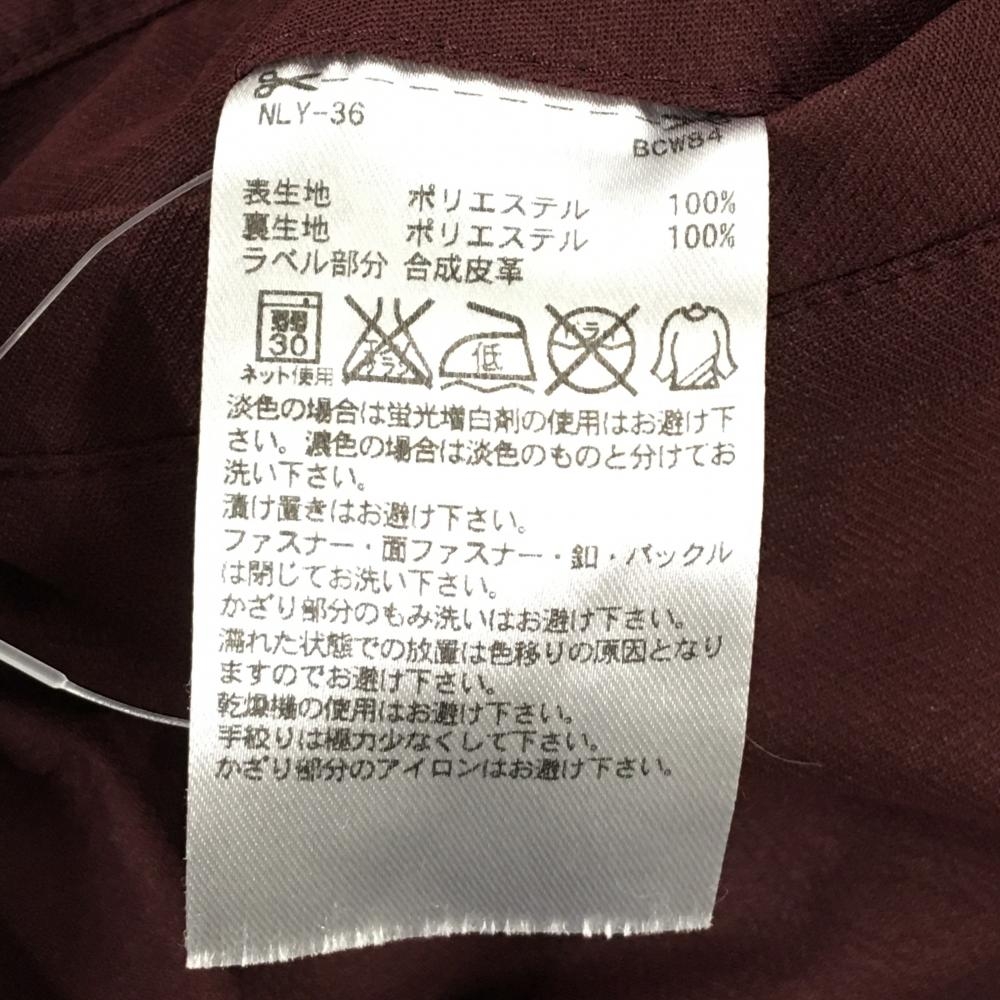 NLY-36
BCW84
表生地 ポリエステル 100%
裏生地 ポリエステル 100%
ラベル部分 合成皮革
弱 30 エンソ クラン 低 ドライ
ネット使用
淡色の場合は蛍光増白剤の使用はお避け下
さい。濃色の場合は淡色のものと分けてお
洗い下さい。
漬け置きはお避け下さい。
ファスナー・面ファスナー・釦・バックル
は閉じてお洗い下さい。
かざり部分のもみ洗いはお避け下さい。
濡れた状態での放置は色移りの原因となり
ますのでお避け下さい。
乾燥機の使用はお避け下さい。
手絞りは極力少なくして下さい。
かざり部分のアイロンはお避け下さい。